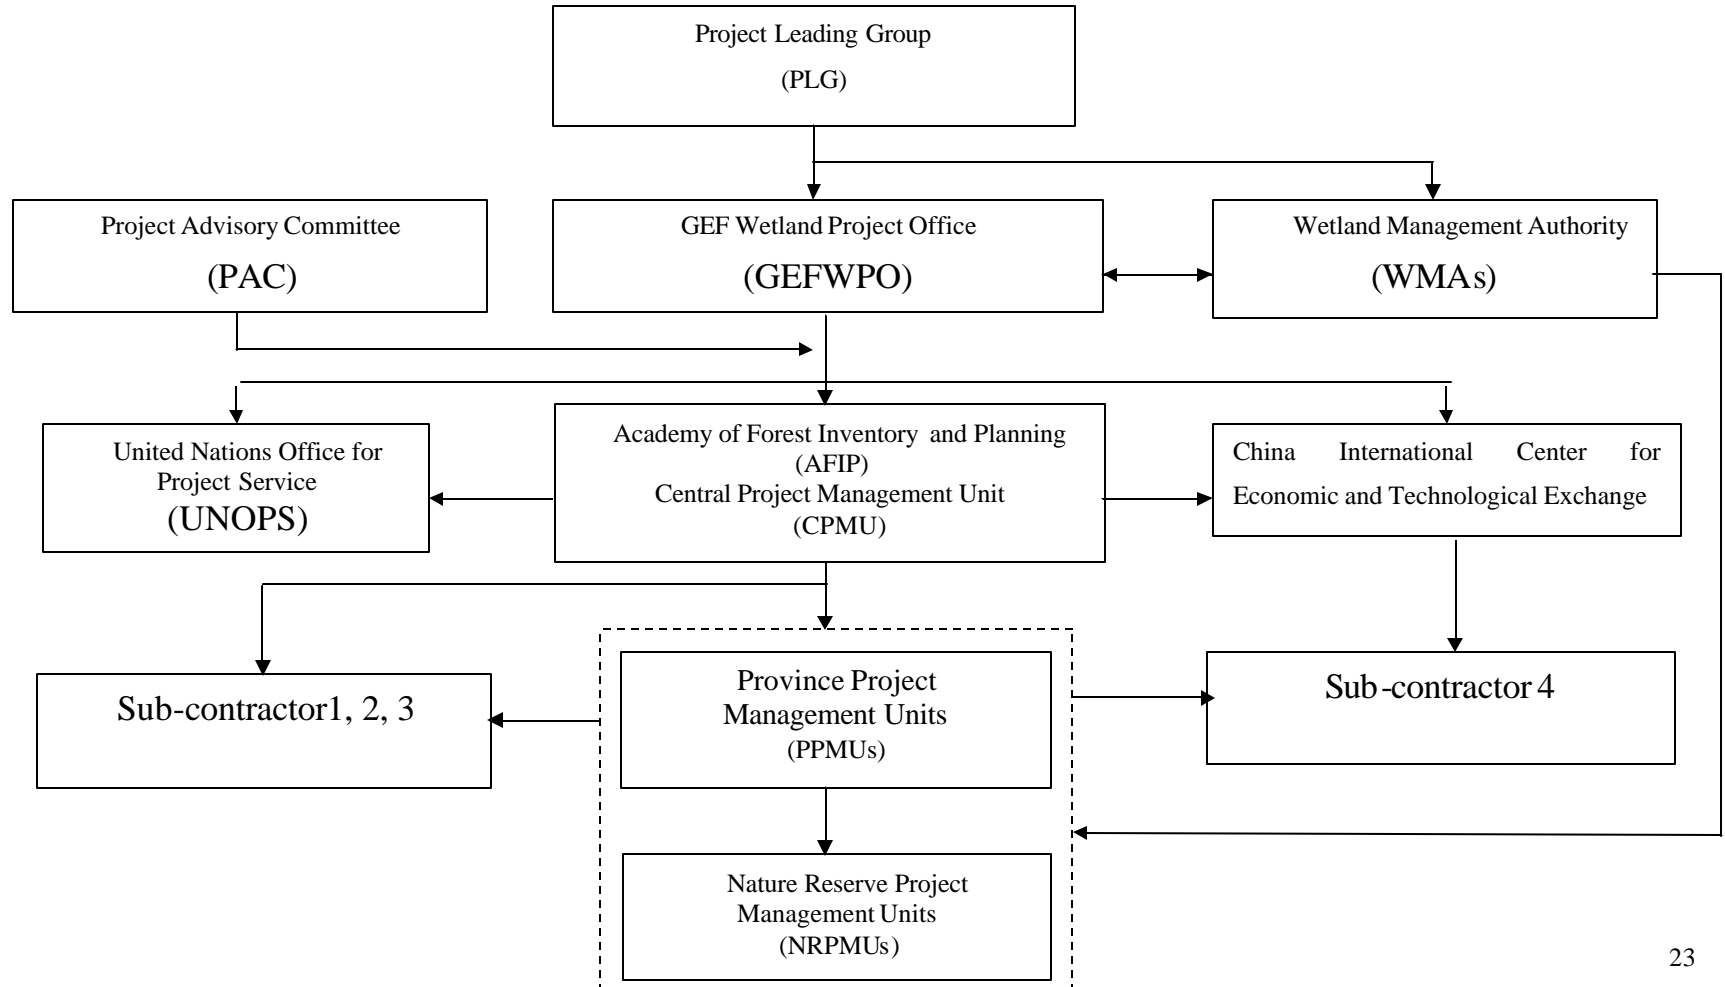 Project Leading Group
(PLG)
Project Advisory Committee
(PAC)
GEF Wetland Project Office
(GEFWPO)
Wetland Management Authority
(WMAs)
United Nations Office for
Project Service
(UNOPS)
Academy of Forest Inventory and Planning
(AFIP)
Central Project Management Unit
(CPMU)
China International Center for
Economic and Technological Exchange
Sub-contractor1, 2, 3
Province Project
Management Units
(PPMUs)
Sub-contractor 4
Nature Reserve Project
Management Units
(NRPMUs)
23